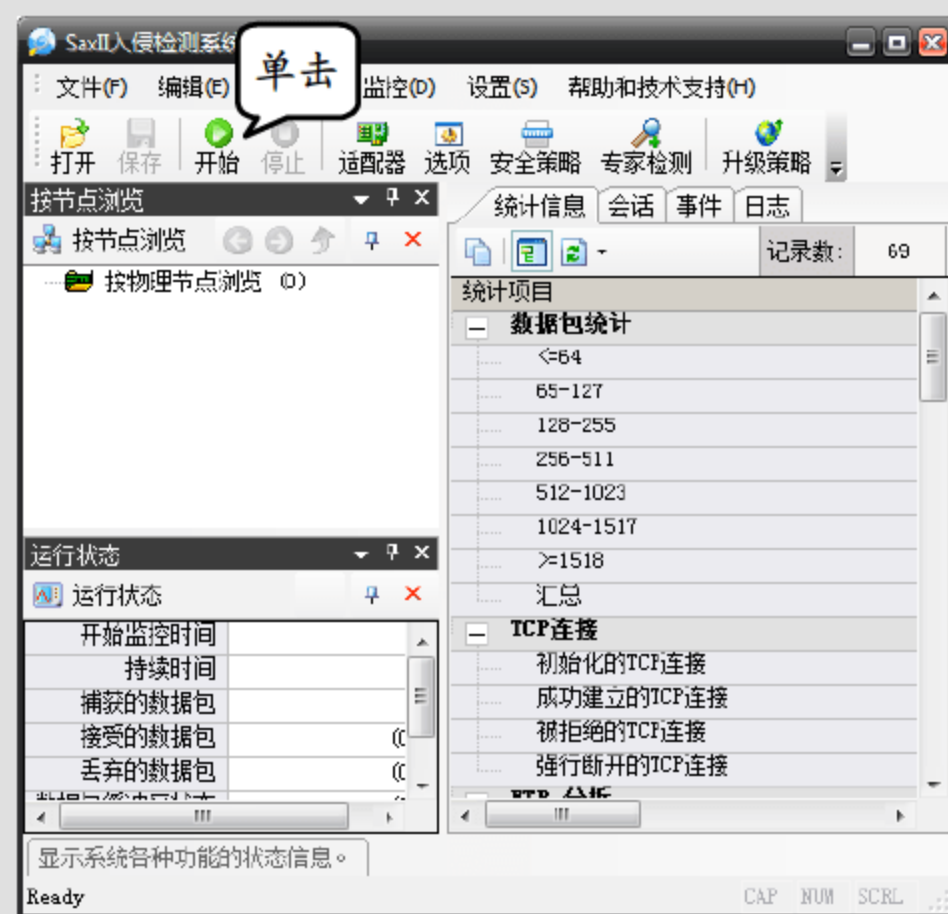 SaxII入侵检测系统
单击
文件(F) 编辑(E) 监控(D) 设置(S) 帮助和技术支持(H)
打开 保存 开始 停止 适配器 选项 安全策略 专家检测 升级策略
按节点浏览
按节点浏览
按物理节点浏览 (0)
统计信息 会话 事件 日志
记录数: 69
统计项目
数据包统计
<=64
65-127
128-255
256-511
512-1023
1024-1517
>=1518
汇总
TCP连接
初始化的TCP连接
成功建立的TCP连接
被拒绝的TCP连接
强行断开的TCP连接
运行状态
运行状态
开始监控时间
持续时间
捕获的数据包
接受的数据包 (0
丢弃的数据包 (0
显示系统各种功能的状态信息。
Ready CAP NUM SCRL